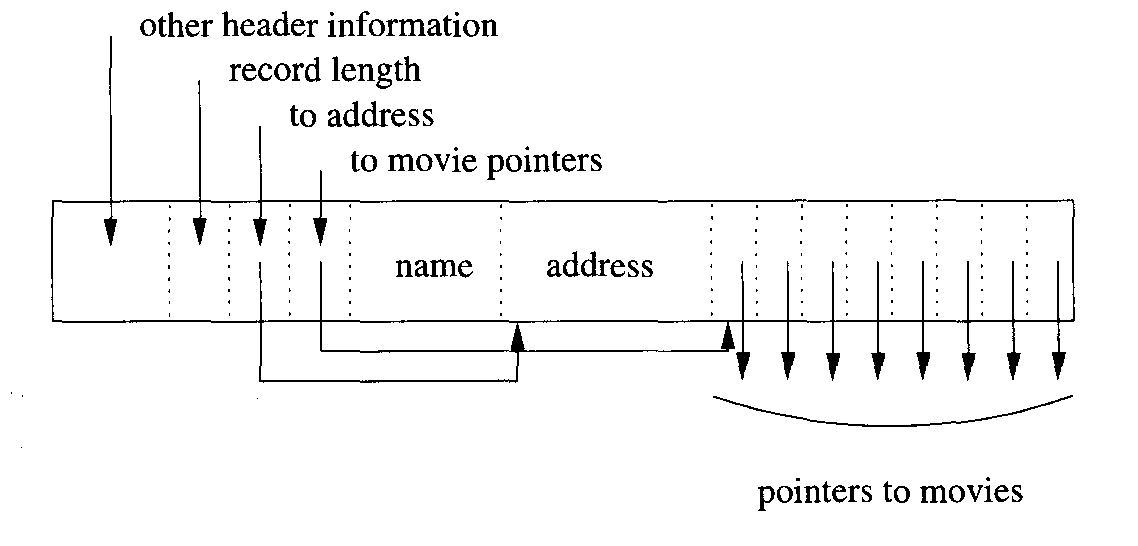 other header information
record length
to address
to movie pointers
name
address
pointers to movies